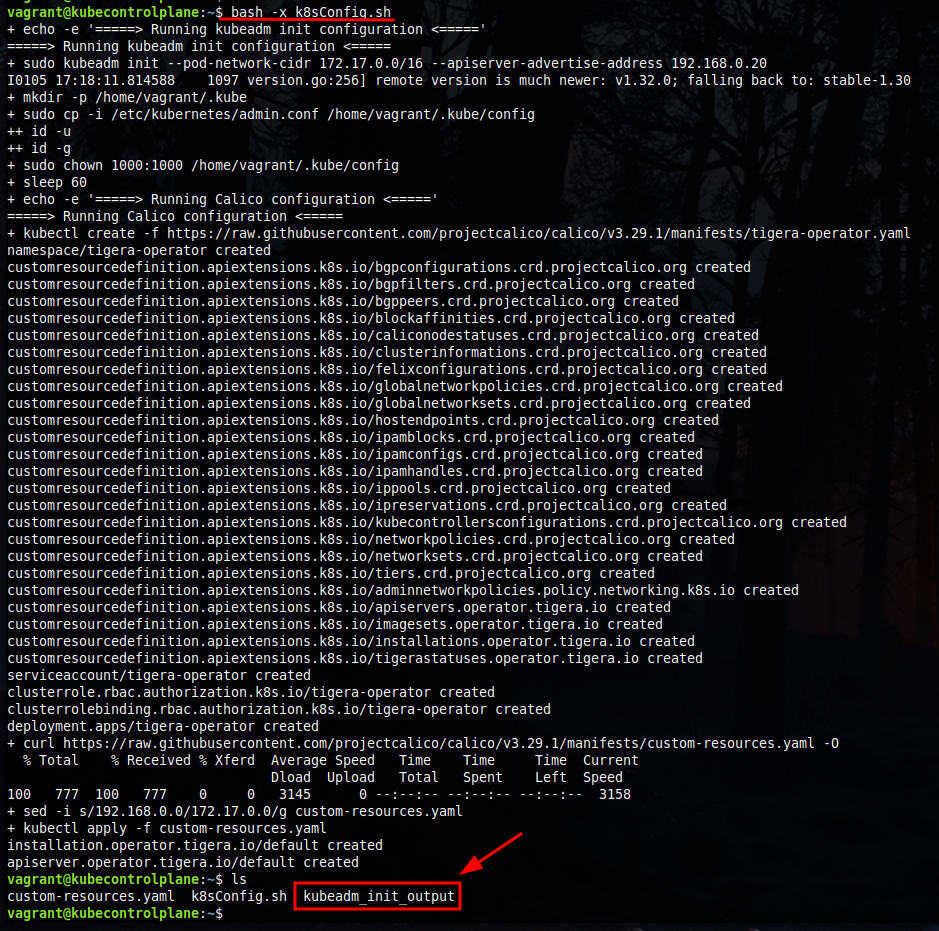 vagrant@kubecontrolplane:~$ bash -x k8sConfig.sh
+ echo -e '=====> Running kubeadm init configuration <====='
=====> Running kubeadm init configuration <=====
+ sudo kubeadm init --pod-network-cidr 172.17.0.0/16 --apiserver-advertise-address 192.168.0.20
I0105 17:18:11.814588    1097 version.go:256] remote version is much newer: v1.32.0; falling back to: stable-1.30
+ mkdir -p /home/vagrant/.kube
+ sudo cp -i /etc/kubernetes/admin.conf /home/vagrant/.kube/config
++ id -u
++ id -g
+ sudo chown 1000:1000 /home/vagrant/.kube/config
+ sleep 60
+ echo -e '=====> Running Calico configuration <====='
=====> Running Calico configuration <=====
+ kubectl create -f https://raw.githubusercontent.com/projectcalico/calico/v3.29.1/manifests/tigera-operator.yaml
namespace/tigera-operator created
customresourcedefinition.apiextensions.k8s.io/bgpconfigurations.crd.projectcalico.org created
customresourcedefinition.apiextensions.k8s.io/bgpfilters.crd.projectcalico.org created
customresourcedefinition.apiextensions.k8s.io/bgppeers.crd.projectcalico.org created
customresourcedefinition.apiextensions.k8s.io/blockaffinities.crd.projectcalico.org created
customresourcedefinition.apiextensions.k8s.io/caliconodestatuses.crd.projectcalico.org created
customresourcedefinition.apiextensions.k8s.io/clusterinformations.crd.projectcalico.org created
customresourcedefinition.apiextensions.k8s.io/felixconfigurations.crd.projectcalico.org created
customresourcedefinition.apiextensions.k8s.io/globalnetworkpolicies.crd.projectcalico.org created
customresourcedefinition.apiextensions.k8s.io/globalnetworksets.crd.projectcalico.org created
customresourcedefinition.apiextensions.k8s.io/hostendpoints.crd.projectcalico.org created
customresourcedefinition.apiextensions.k8s.io/ipamblocks.crd.projectcalico.org created
customresourcedefinition.apiextensions.k8s.io/ipamconfigs.crd.projectcalico.org created
customresourcedefinition.apiextensions.k8s.io/ipamhandles.crd.projectcalico.org created
customresourcedefinition.apiextensions.k8s.io/ippools.crd.projectcalico.org created
customresourcedefinition.apiextensions.k8s.io/ipreservations.crd.projectcalico.org created
customresourcedefinition.apiextensions.k8s.io/kubecontrollersconfigurations.crd.projectcalico.org created
customresourcedefinition.apiextensions.k8s.io/networkpolicies.crd.projectcalico.org created
customresourcedefinition.apiextensions.k8s.io/networksets.crd.projectcalico.org created
customresourcedefinition.apiextensions.k8s.io/tiers.crd.projectcalico.org created
customresourcedefinition.apiextensions.k8s.io/adminnetworkpolicies.policy.networking.k8s.io created
customresourcedefinition.apiextensions.k8s.io/apiservers.operator.tigera.io created
customresourcedefinition.apiextensions.k8s.io/imagesets.operator.tigera.io created
customresourcedefinition.apiextensions.k8s.io/installations.operator.tigera.io created
customresourcedefinition.apiextensions.k8s.io/tigerastatuses.operator.tigera.io created
serviceaccount/tigera-operator created
clusterrole.rbac.authorization.k8s.io/tigera-operator created
clusterrolebinding.rbac.authorization.k8s.io/tigera-operator created
deployment.apps/tigera-operator created
+ curl https://raw.githubusercontent.com/projectcalico/calico/v3.29.1/manifests/custom-resources.yaml -O
  % Total    % Received % Xferd  Average Speed   Time    Time     Time  Current
                                 Dload  Upload   Total   Spent    Left  Speed
100   777  100   777    0     0   3145      0 --:--:-- --:--:-- --:--:--  3158
+ sed -i s/192.168.0.0/172.17.0.0/g custom-resources.yaml
+ kubectl apply -f custom-resources.yaml
installation.operator.tigera.io/default created
apiserver.operator.tigera.io/default created
vagrant@kubecontrolplane:~$ ls
custom-resources.yaml  k8sConfig.sh  kubeadm_init_output
vagrant@kubecontrolplane:~$